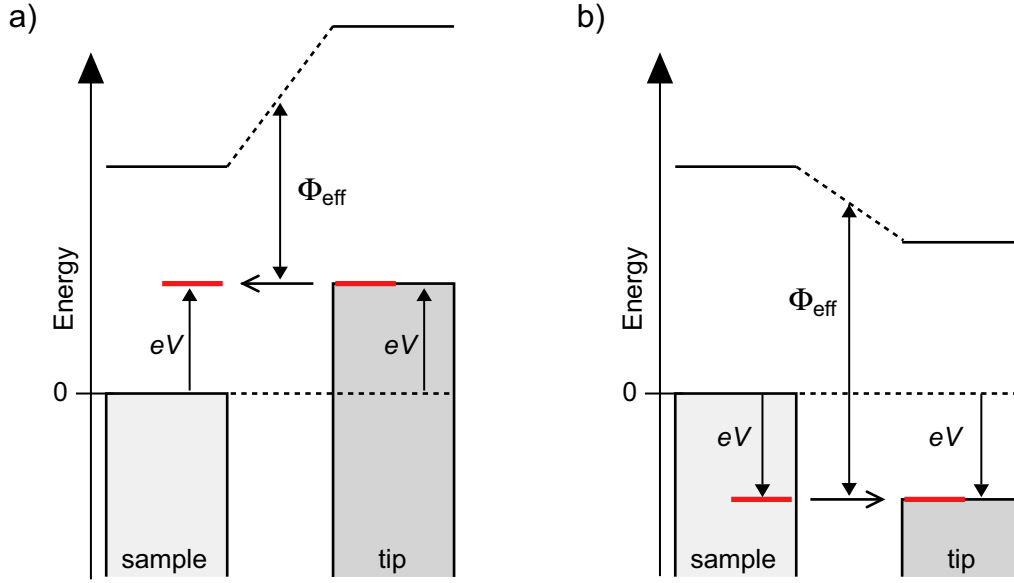 a)
Energy
0
Φeff
eV
eV
sample
tip
b)
Energy
0
Φeff
eV
eV
sample
tip